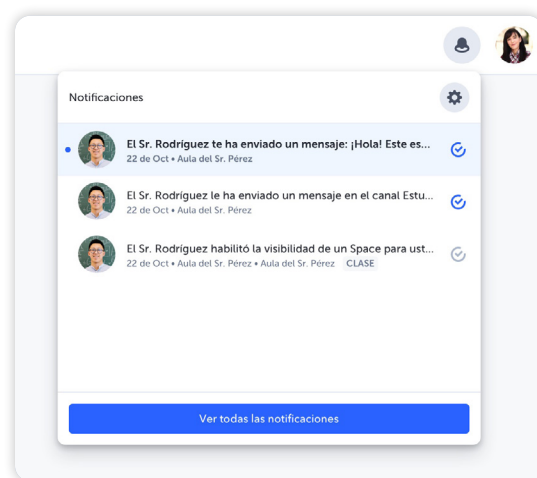 Notificaciones
El Sr. Rodríguez te ha enviado un mensaje: ¡Hola! Este es...
22 de Oct • Aula del Sr. Pérez
El Sr. Rodríguez le ha enviado un mensaje en el canal Estu...
22 de Oct • Aula del Sr. Pérez
El Sr. Rodríguez habilitó la visibilidad de un Space para ust...
22 de Oct • Aula del Sr. Pérez • Aula del Sr. Pérez CLASE
Ver todas las notificaciones